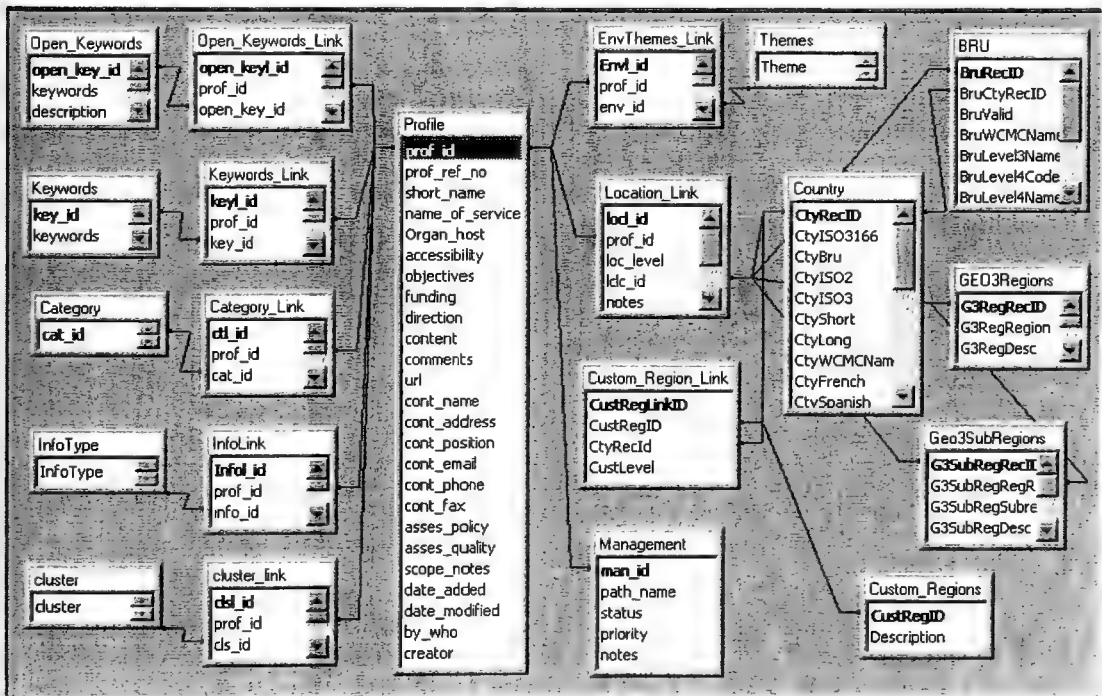 Open_Keywords
open_key_id
keywords
description
Open_Keywords_Link
open_keyl_id
prof_id
open_key_id
Keywords
key_id
keywords
Keywords_Link
keyl_id
prof_id
key_id
Category
cat_id
Category_Link
ctl_id
prof_id
cat_id
InfoType
InfoType
InfoLink
Infol_id
prof_id
info_id
cluster
cluster
cluster_link
clsl_id
prof_id
cls_id
Profile
prof_id
prof_ref_no
short_name
name_of_service
Organ_host
accessibility
objectives
funding
direction
content
comments
url
cont_name
cont_address
cont_position
cont_email
cont_phone
cont_fax
asses_policy
asses_quality
scope_notes
date_added
date_modified
by_who
creator
EnvThemes_Link
Envl_id
prof_id
env_id
Themes
Theme
Location_Link
locl_id
prof_id
loc_level
lclc_id
notes
Custom_Region_Link
CustRegLinkID
CustRegID
CtyRecId
CustLevel
Management
man_id
path_name
status
priority
notes
Country
CtyRecID
CtyISO3166
CtyBru
CtyISO2
CtyISO3
CtyShort
CtyLong
CtyWCMCNam
CtyFrench
CtySpanish
BRU
BruRecID
BruCtyRecID
BruValid
BruWCMCName
BruLevel3Name
BruLevel4Code
BruLevel4Name
GEO3Regions
G3RegRecID
G3RegRegion
G3RegDesc
Geo3SubRegions
G3SubRegRecI
G3SubRegRegR
G3SubRegSubre
G3SubRegDesc
Custom_Regions
CustRegID
Description